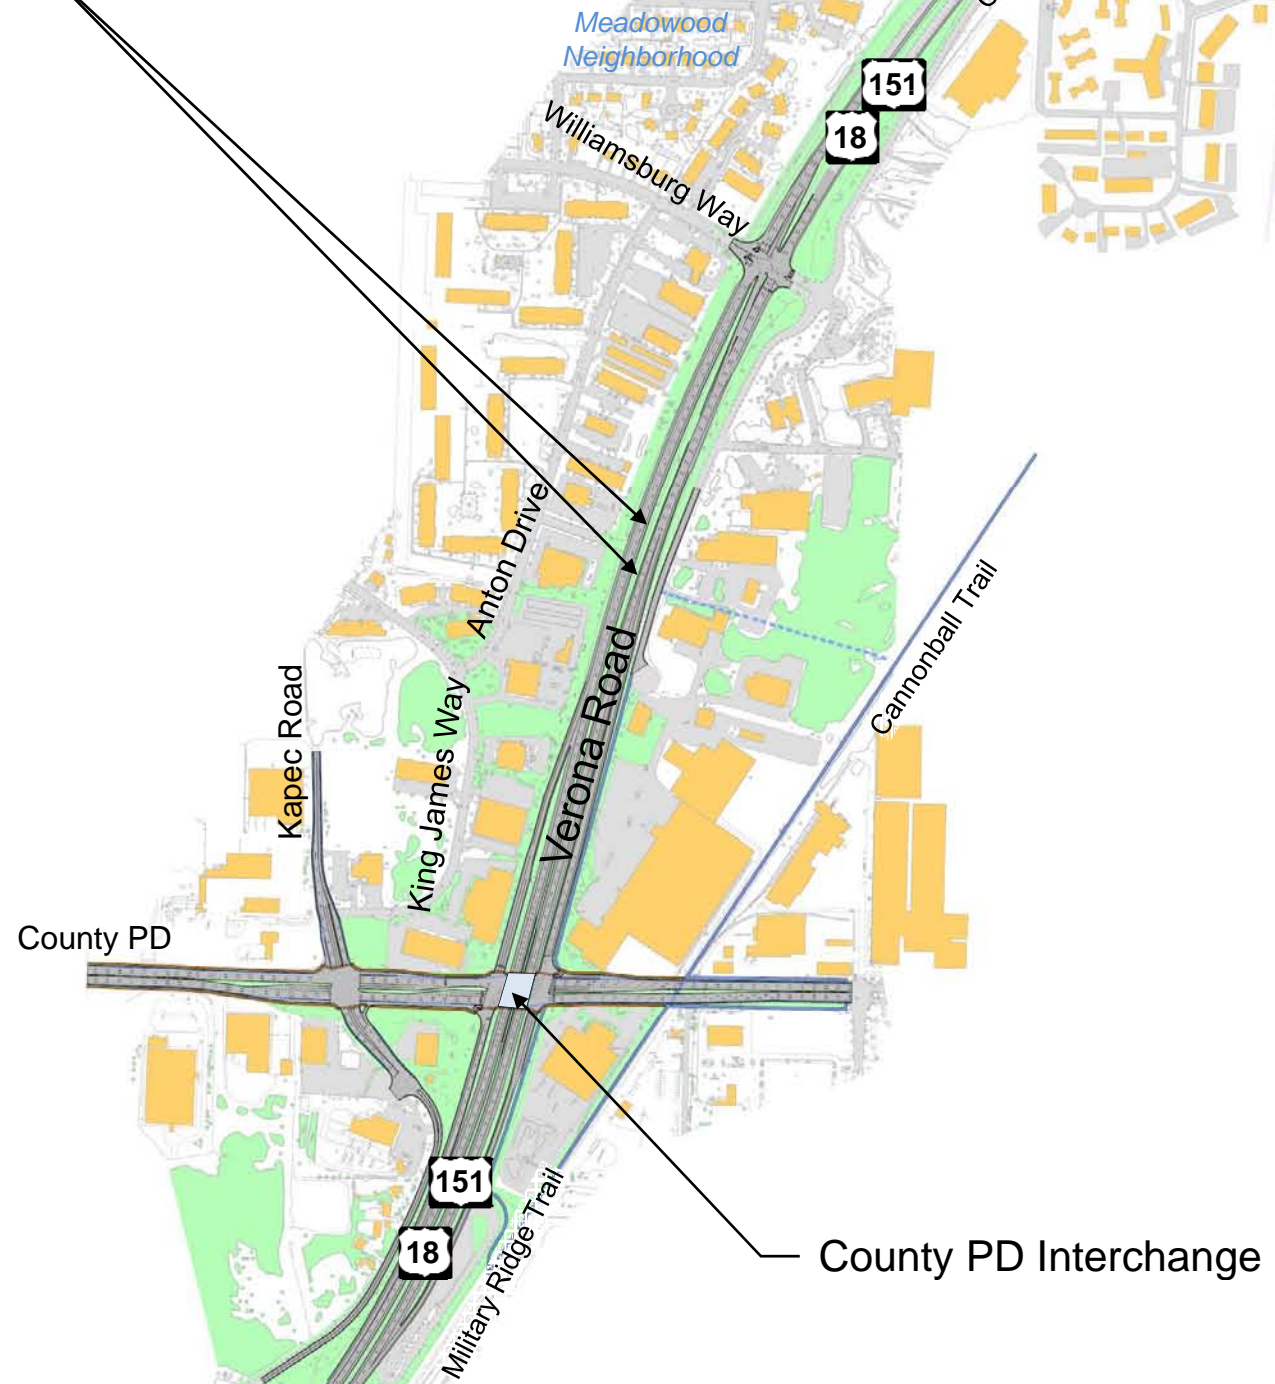 Meadowood
Neighborhood
151
18
Williamsburg Way
Anton Drive
Cannonball Trail
Verona Road
Kapec Road
King James Way
County PD
151
18
Military Ridge Trail
County PD Interchange